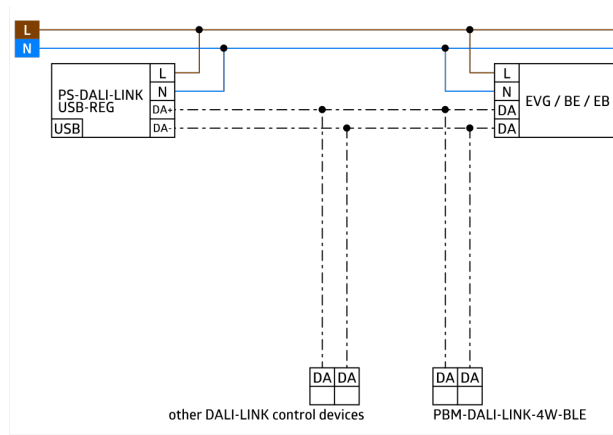 L
N
PS-DALI-LINK
USB-REG
USB
L
N
DA+
DA-
L
N
DA
DA
EVG / BE / EB
DA DA
DA DA
other DALI-LINK control devices
PBM-DALI-LINK-4W-BLE